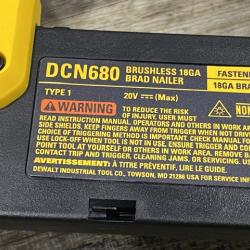 DCN680 BRUSHLESS 18GA
BRAD NAILER
FASTENE
18GA BRA
TYPE 1
20V ⎓ (Max)
WARNING TO REDUCE THE RISK
OF INJURY, USER MUST
NON
READ INSTRUCTION MANUAL. OPERATORS AND OTHERS IN WORK AR
SIDE SHIELDS. KEEP FINGERS AWAY FROM TRIGGER WHEN NOT DRIVI
CHOICE OF TRIGGERING METHOD IS IMPORTANT. CHECK MANUAL FO
USE LOCK-OFF WHEN TOOL IS NOT IN USE. ENSURE TRIGGER AND CO
POINT TOOL AT YOURSELF OR OTHERS IN WORK AREA. REMOVE BA
CONTACT TRIP AND TRIGGER, CLEARING JAMS, OR SERVICING.
AVERTISSEMENT: À TITRE PRÉVENTIF, LIRE LE
DEWALT INDUSTRIAL TOOL CO., TOWSON, MD 21286 USA FOR SERVICE INF